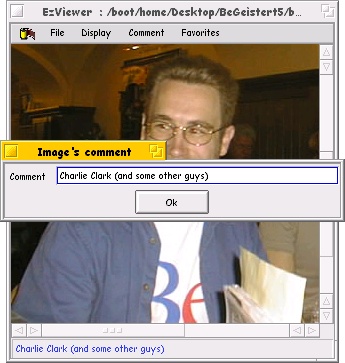 EzViewer : /boot/home/Desktop/BeGeistert5/b...
File Display Comment Favorites
Image's comment
Comment Charlie Clark (and some other guys)
Ok
Be
Charlie Clark (and some other guys)